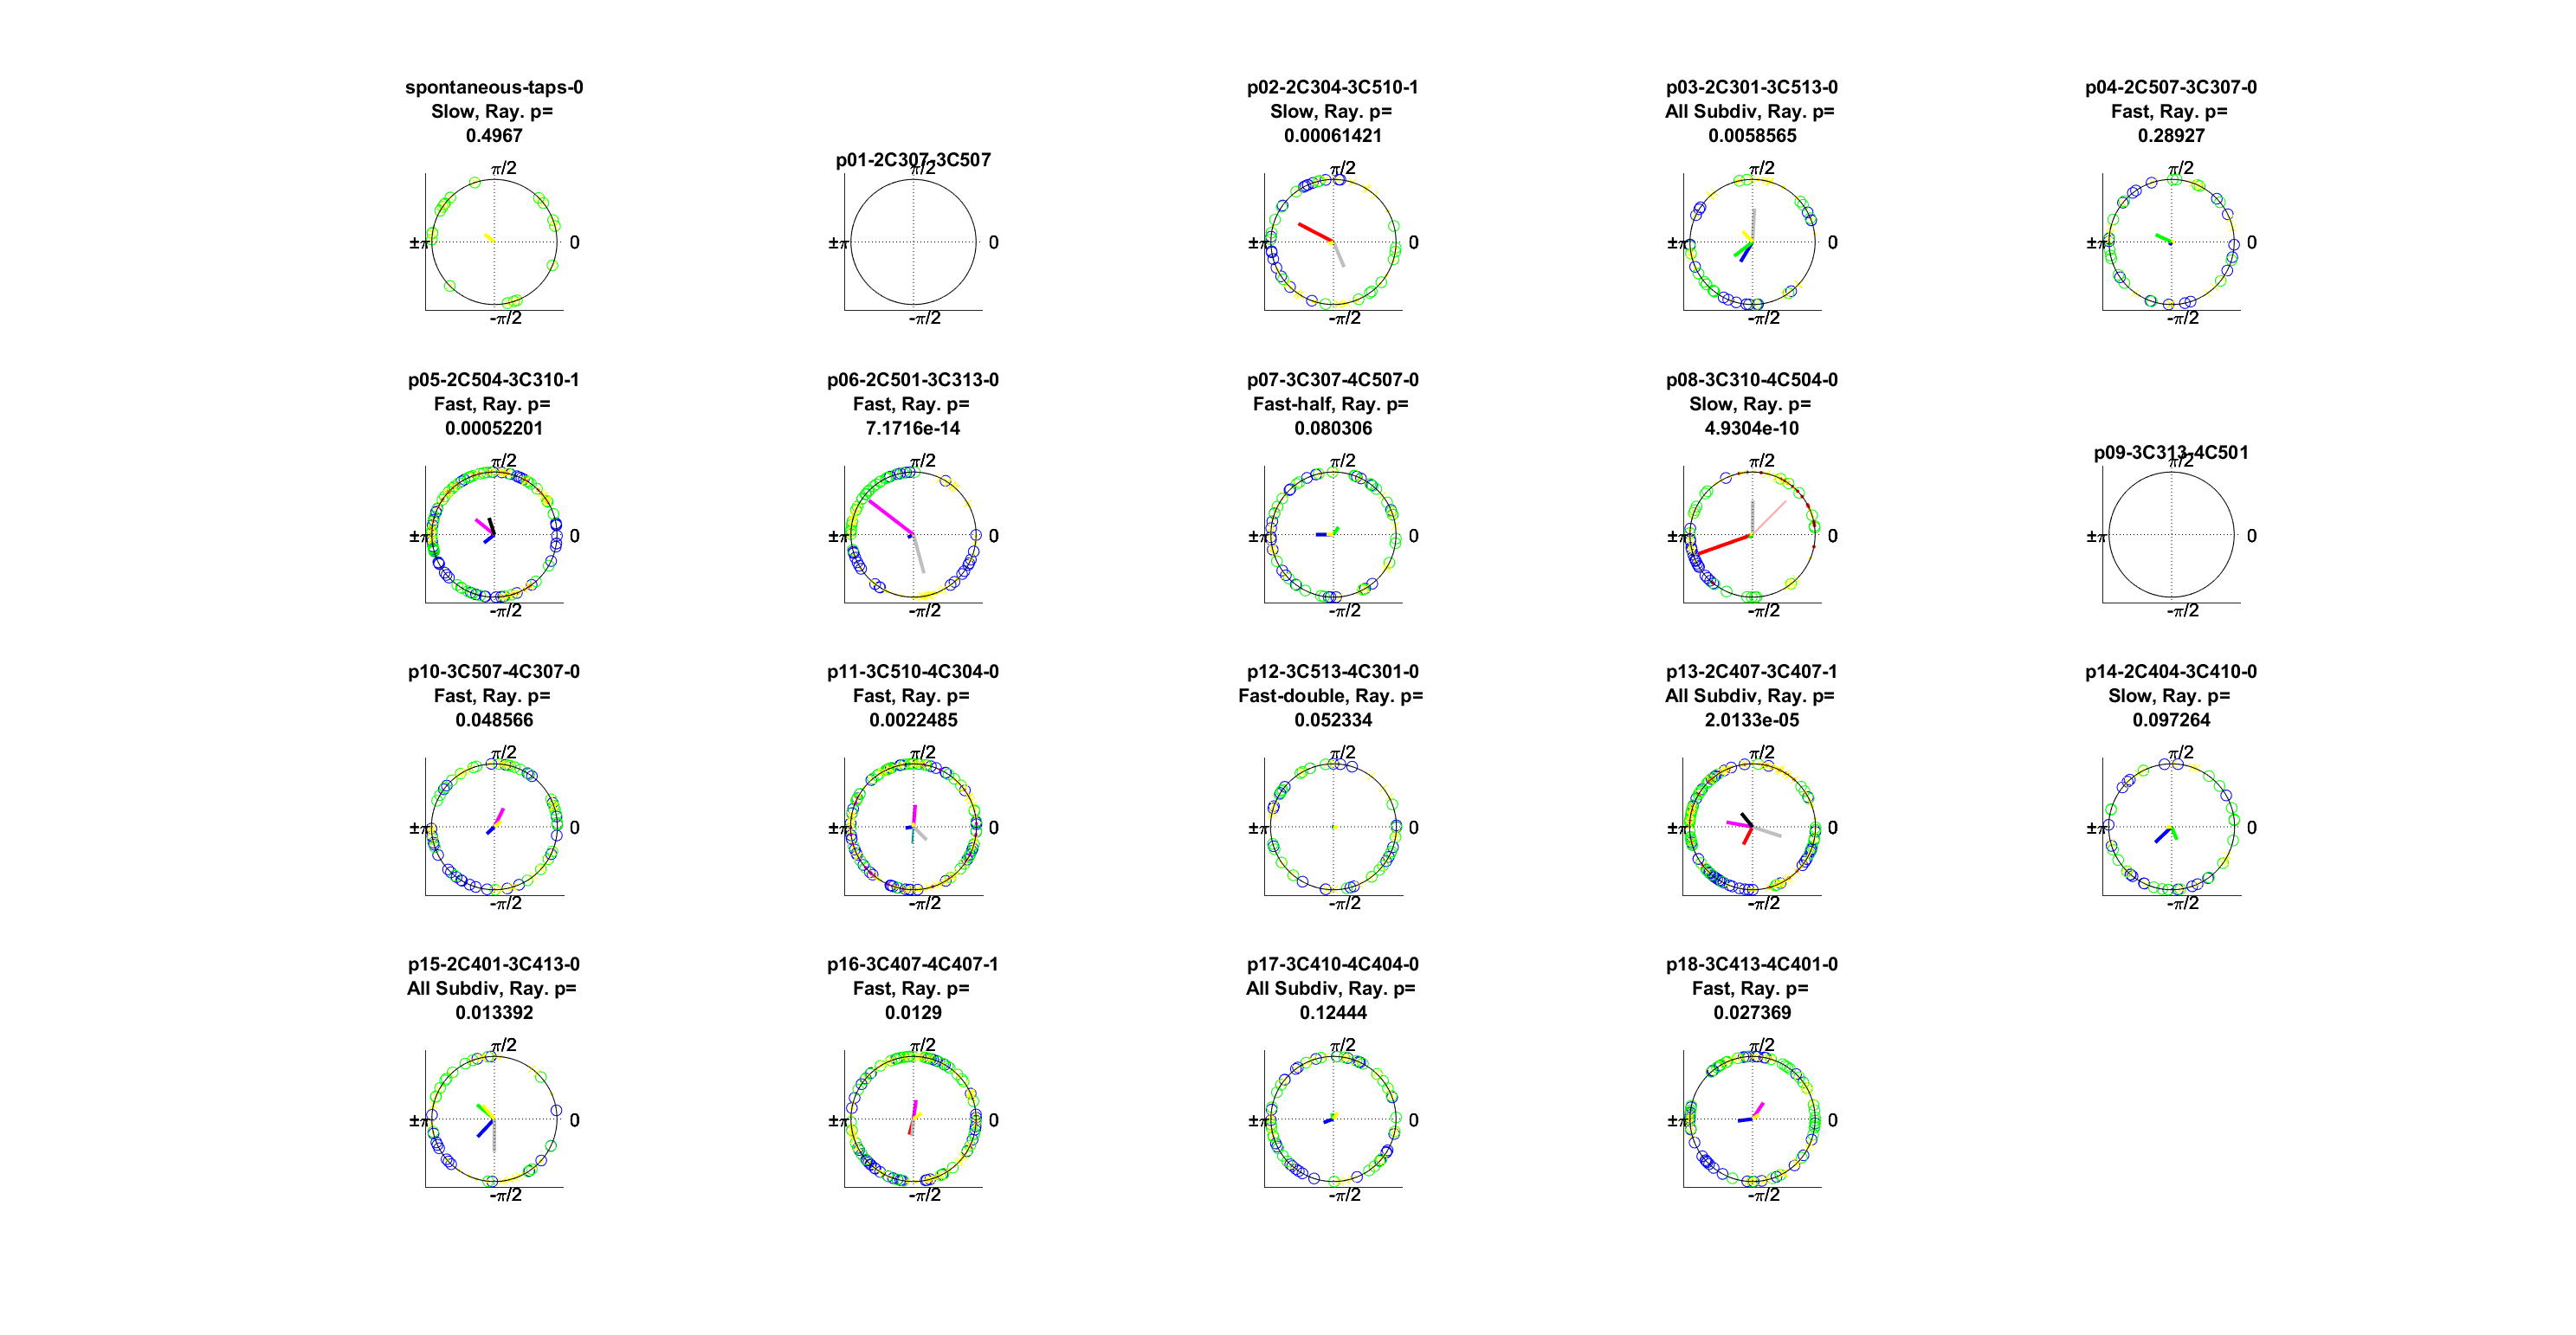 spontaneous-taps-0
Slow, Ray. p=
0.4967
π/2
±π
0
-π/2
p01-2C307-3C507
π/2
±π
0
-π/2
p02-2C304-3C510-1
Slow, Ray. p=
0.00061421
π/2
±π
0
-π/2
p03-2C301-3C513-0
All Subdiv, Ray. p=
0.0058565
π/2
±π
0
-π/2
p04-2C507-3C307-0
Fast, Ray. p=
0.28927
π/2
±π
0
-π/2
p05-2C504-3C310-1
Fast, Ray. p=
0.00052201
π/2
±π
0
-π/2
p06-2C501-3C313-0
Fast, Ray. p=
7.1716e-14
π/2
±π
0
-π/2
p07-3C307-4C507-0
Fast-half, Ray. p=
0.080306
π/2
±π
0
-π/2
p08-3C310-4C504-0
Slow, Ray. p=
4.9304e-10
π/2
±π
0
-π/2
p09-3C313-4C501
π/2
±π
0
-π/2
p10-3C507-4C307-0
Fast, Ray. p=
0.048566
π/2
±π
0
-π/2
p11-3C510-4C304-0
Fast, Ray. p=
0.0022485
π/2
±π
0
-π/2
p12-3C513-4C301-0
Fast-double, Ray. p=
0.052334
π/2
±π
0
-π/2
p13-2C407-3C407-1
All Subdiv, Ray. p=
2.0133e-05
π/2
±π
0
-π/2
p14-2C404-3C410-0
Slow, Ray. p=
0.097264
π/2
±π
0
-π/2
p15-2C401-3C413-0
All Subdiv, Ray. p=
0.013392
π/2
±π
0
-π/2
p16-3C407-4C407-1
Fast, Ray. p=
0.0129
π/2
±π
0
-π/2
p17-3C410-4C404-0
All Subdiv, Ray. p=
0.12444
π/2
±π
0
-π/2
p18-3C413-4C401-0
Fast, Ray. p=
0.027369
π/2
±π
0
-π/2